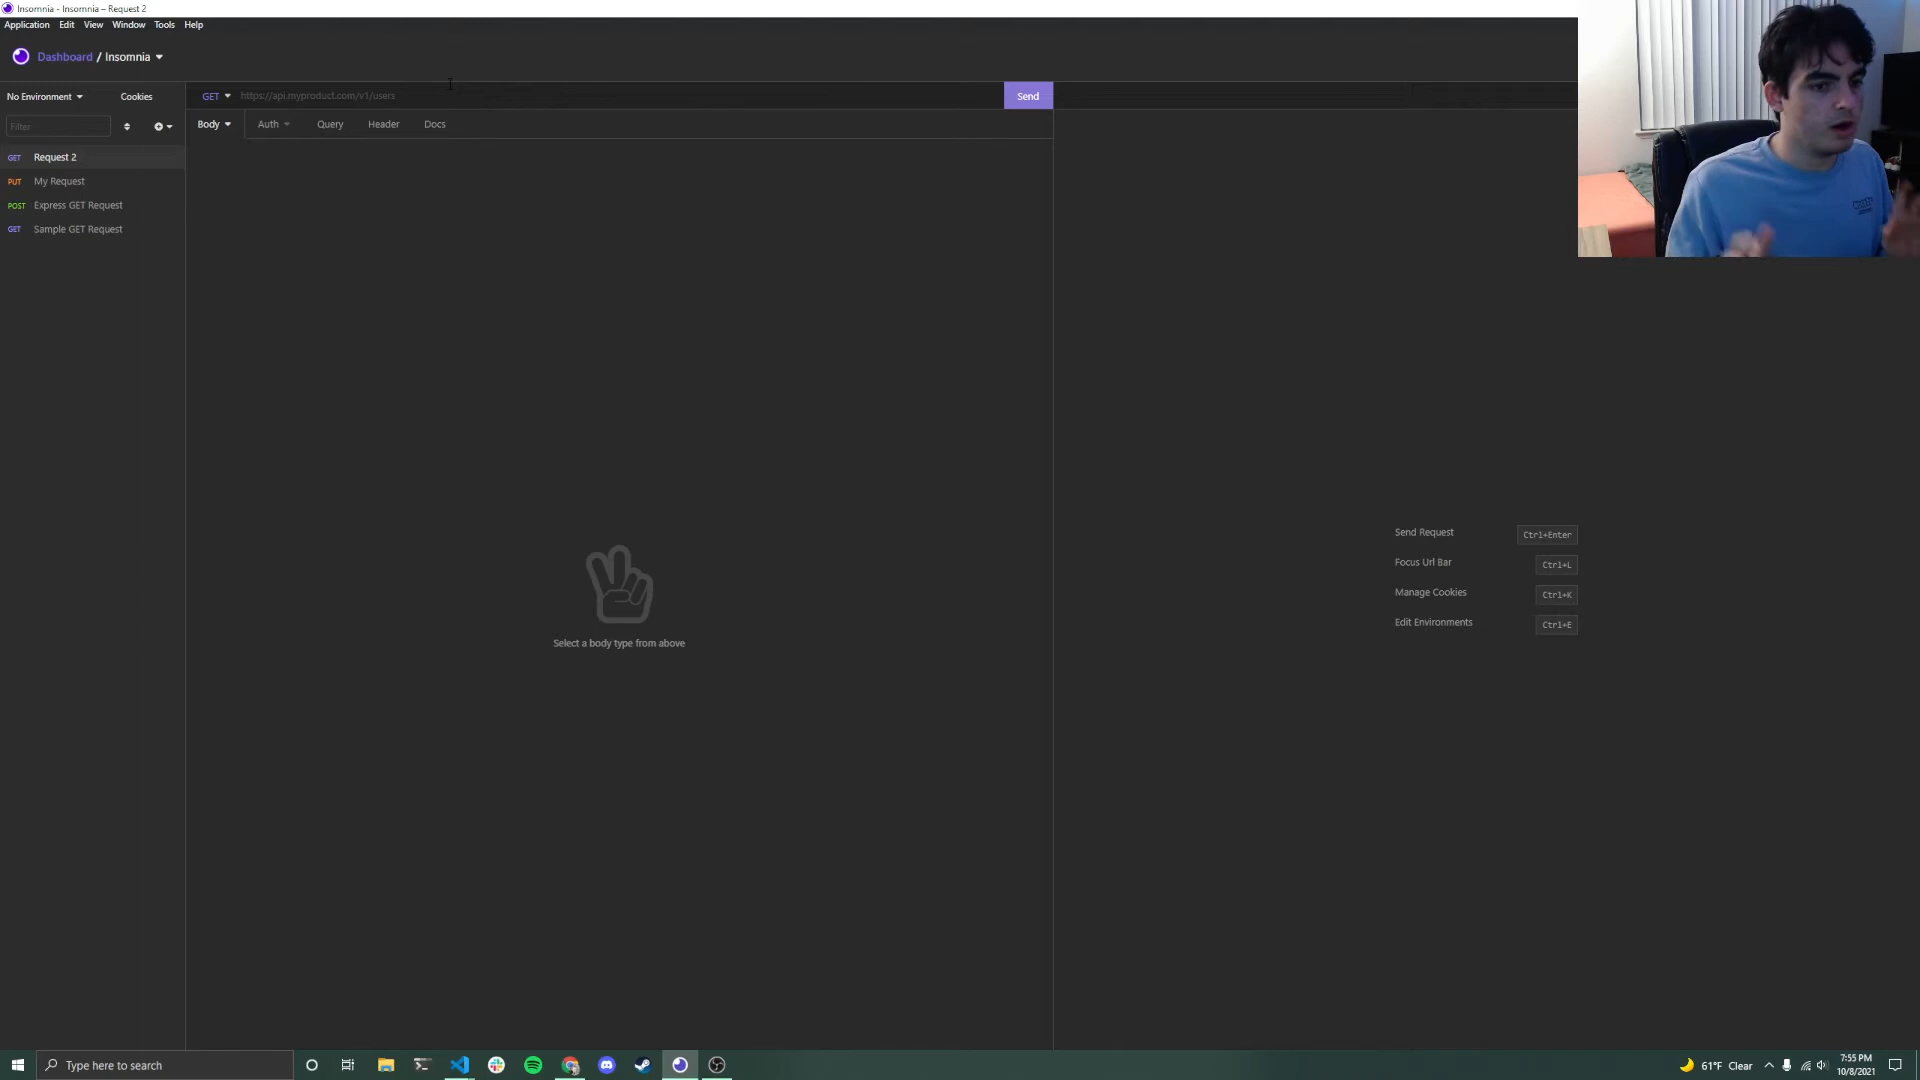 Insomnia - Insomnia – Request 2
Application Edit View Window Tools Help
Dashboard / Insomnia
No Environment Cookies
GET https://api.myproduct.com/v1/users Send
Filter
Body Auth Query Header Docs
GET Request 2
PUT My Request
POST Express GET Request
GET Sample GET Request
Select a body type from above
Send Request Ctrl+Enter
Focus Url Bar Ctrl+L
Manage Cookies Ctrl+K
Edit Environments Ctrl+E
Type here to search
61°F Clear
7:55 PM
10/8/2021